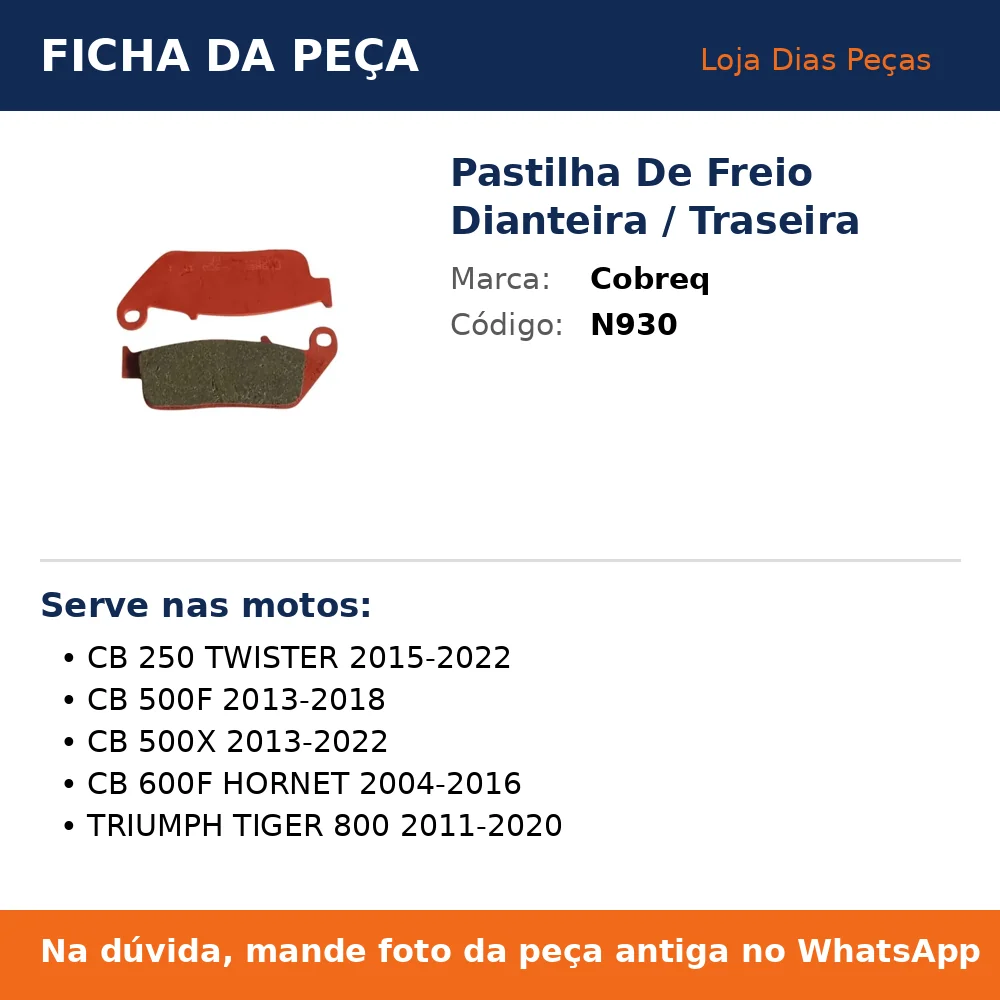 FICHA DA PEÇA
Loja Dias Peças
Pastilha De Freio
Dianteira / Traseira
Marca: Cobreq
Código: N930
Serve nas motos:
• CB 250 TWISTER 2015-2022
• CB 500F 2013-2018
• CB 500X 2013-2022
• CB 600F HORNET 2004-2016
• TRIUMPH TIGER 800 2011-2020
Na dúvida, mande foto da peça antiga no WhatsApp